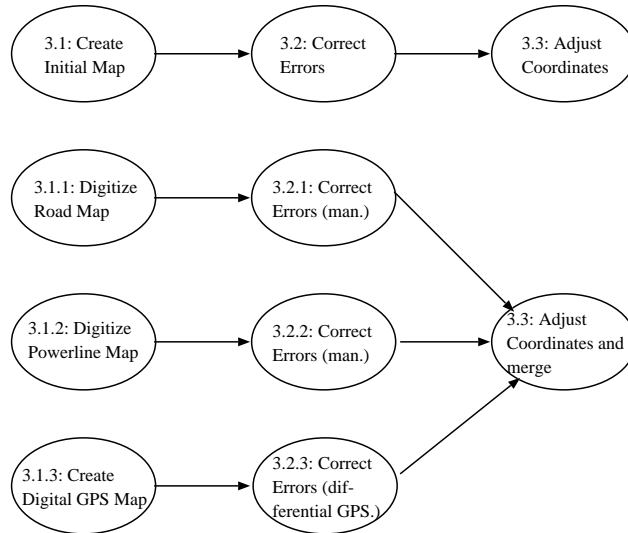 3.1: Create
Initial Map
3.2: Correct
Errors
3.3: Adjust
Coordinates
3.1.1: Digitize
Road Map
3.2.1: Correct
Errors (man.)
3.1.2: Digitize
Powerline Map
3.2.2: Correct
Errors (man.)
3.3: Adjust
Coordinates and
merge
3.1.3: Create
Digital GPS Map
3.2.3: Correct
Errors (dif-
ferential GPS.)